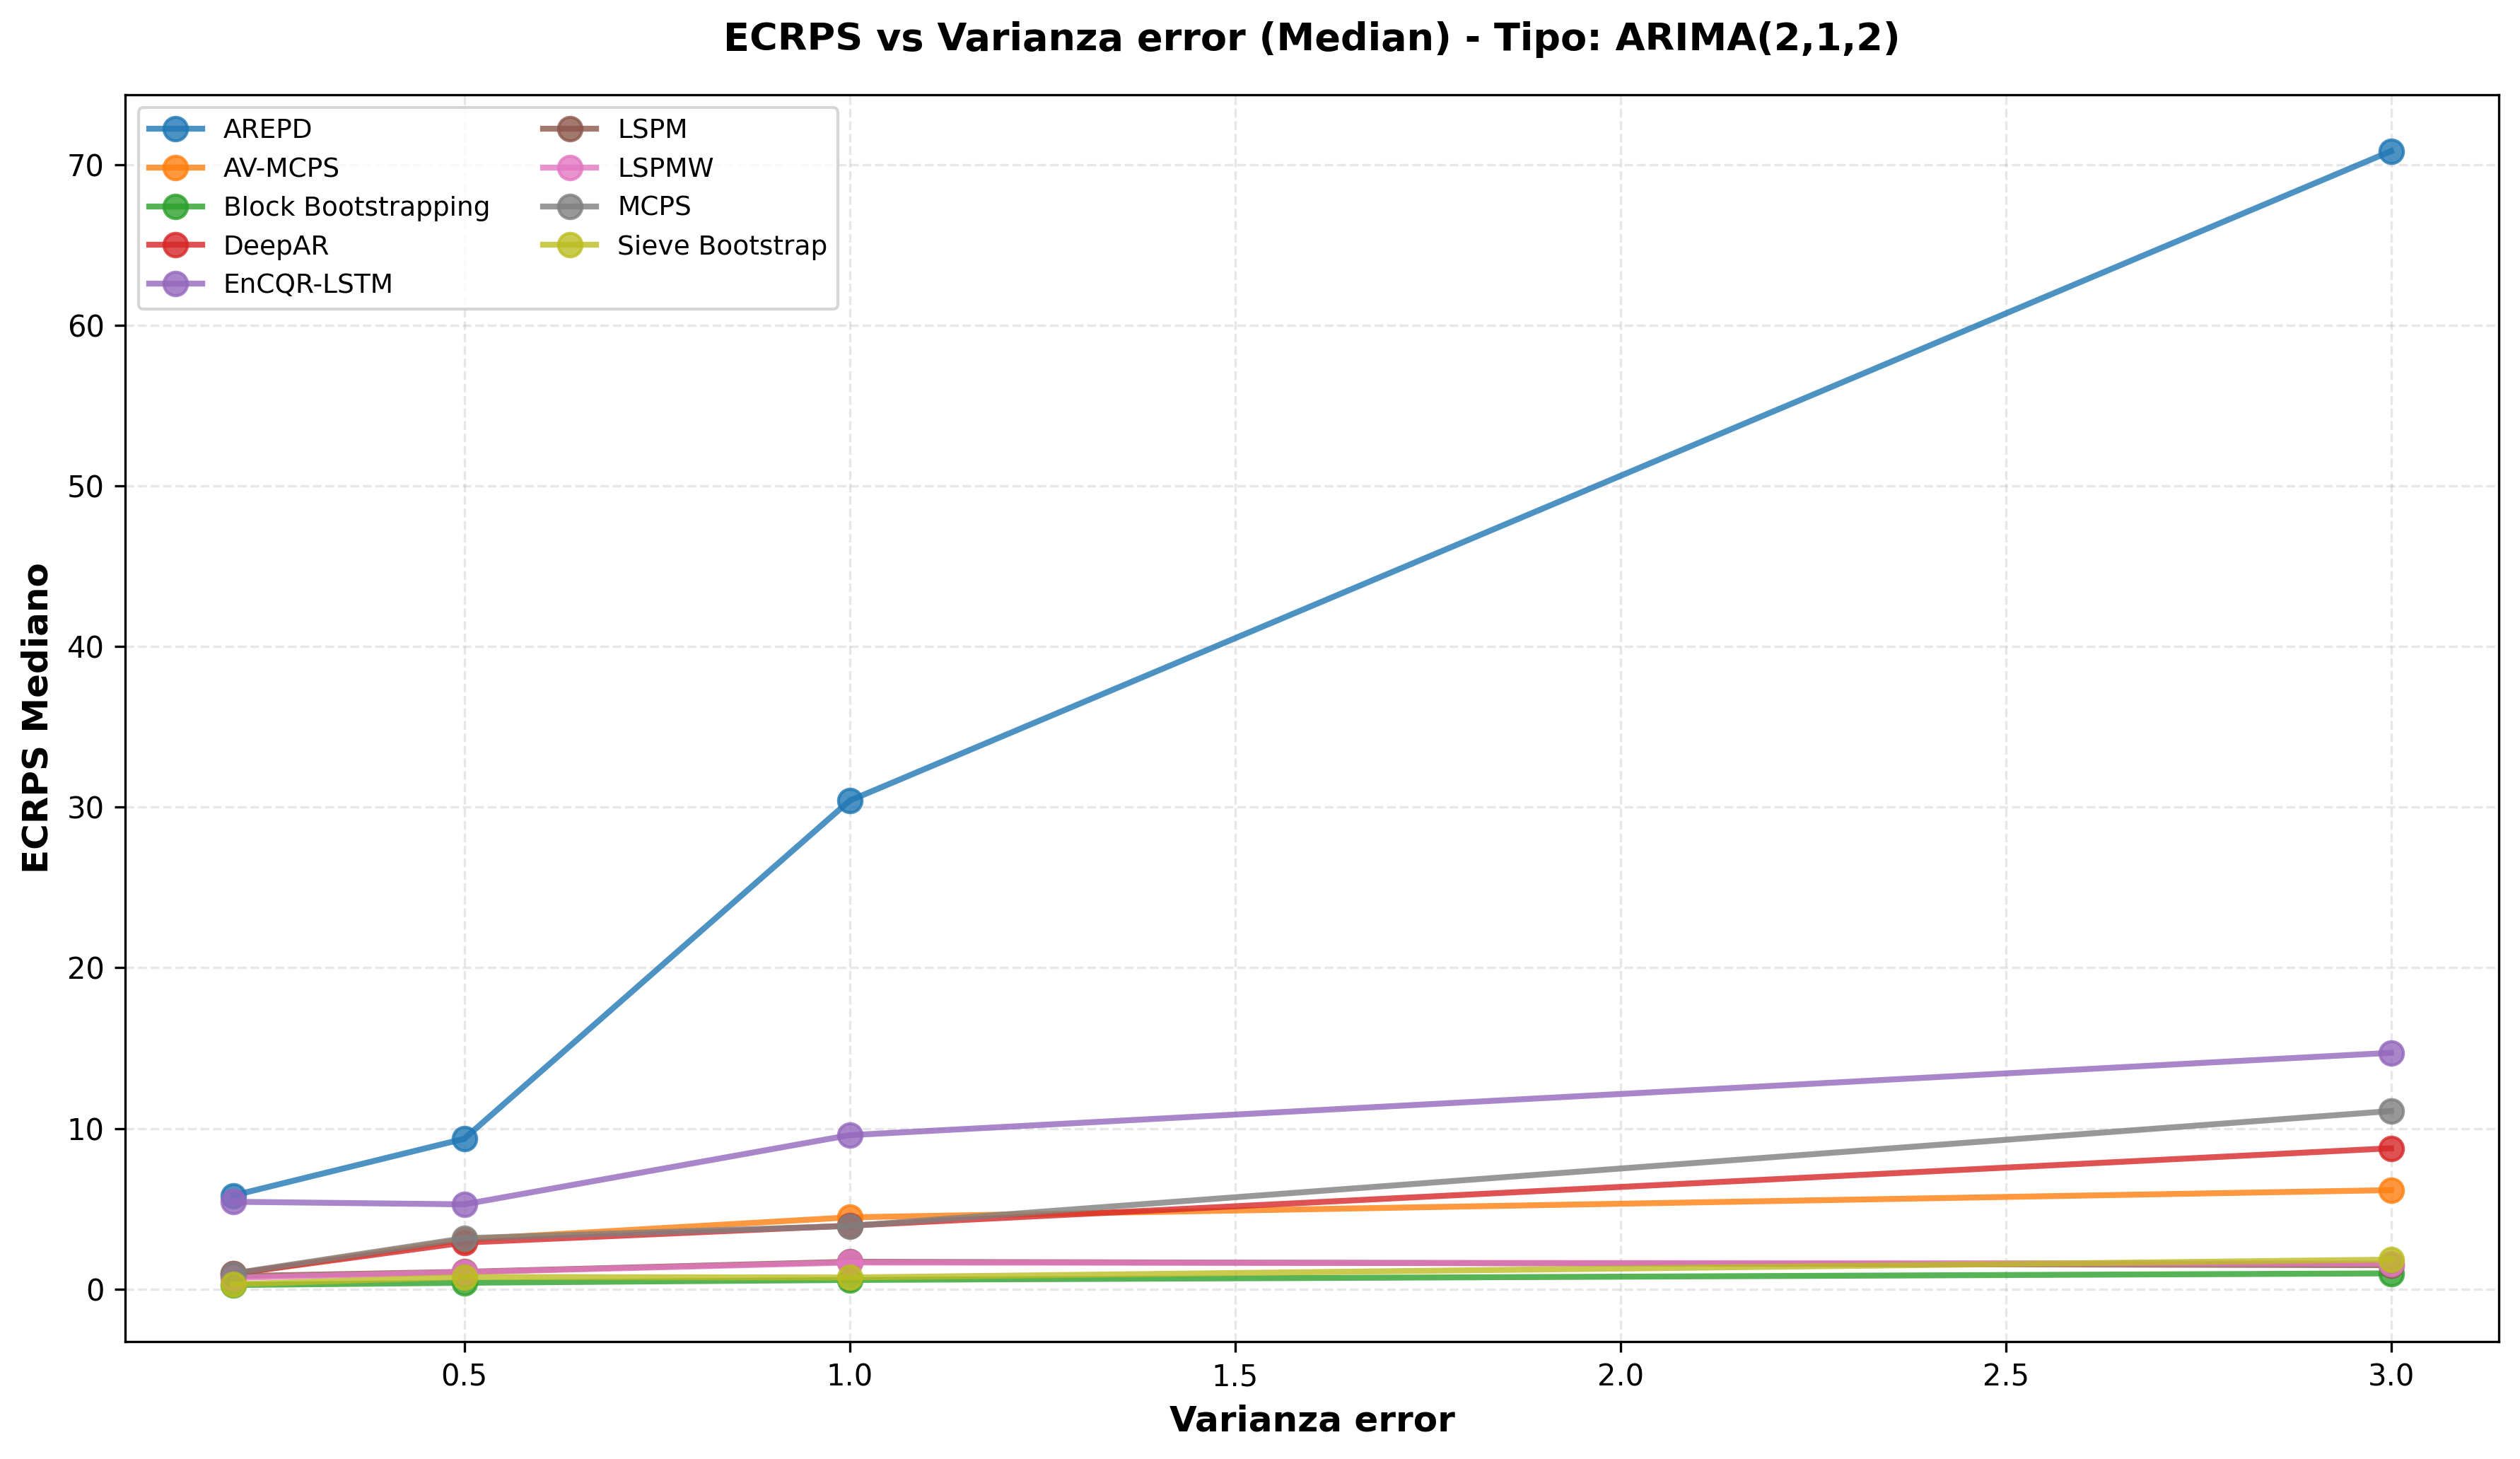 ECRPS vs Varianza error (Median) - Tipo: ARIMA(2,1,2)
AREPD
AV-MCPS
Block Bootstrapping
DeepAR
EnCQR-LSTM
LSPM
LSPMW
MCPS
Sieve Bootstrap
ECRPS Mediano
70
60
50
40
30
20
10
0
0.5
1.0
1.5
2.0
2.5
3.0
Varianza error